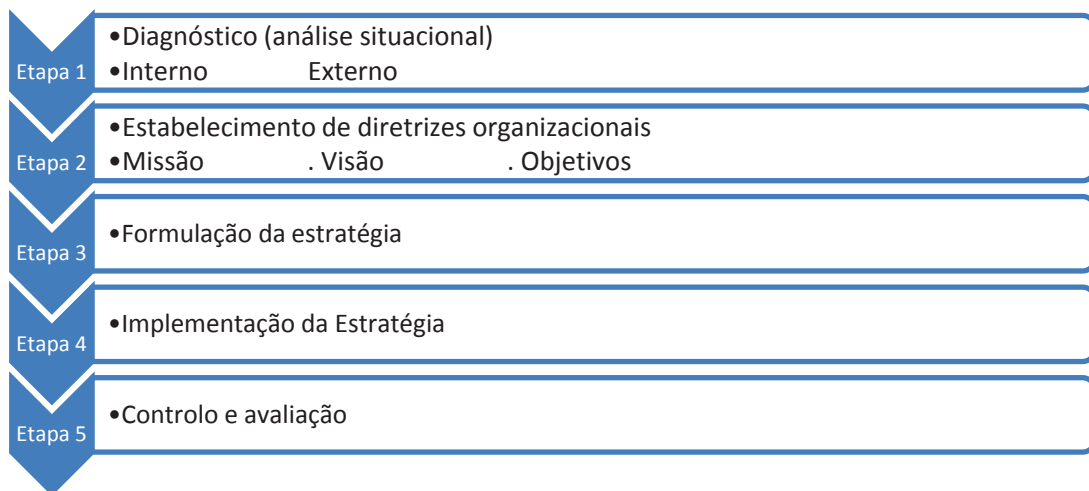 •Diagnóstico (análise situacional)
Etapa 1 •Interno Externo
•Estabelecimento de diretrizes organizacionais
Etapa 2 •Missão . Visão . Objetivos
Etapa 3 •Formulação da estratégia
Etapa 4 •Implementação da Estratégia
Etapa 5 •Controlo e avaliação